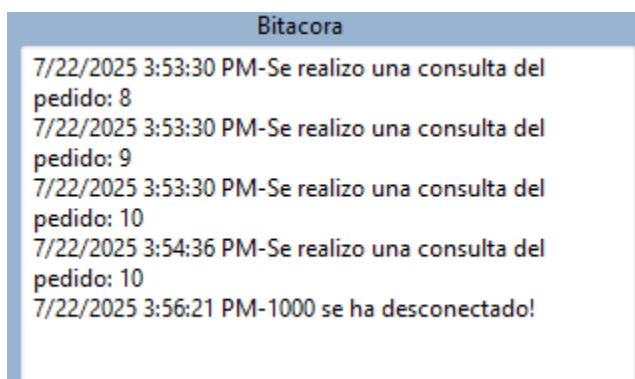 Bitacora
7/22/2025 3:53:30 PM-Se realizo una consulta del
pedido: 8
7/22/2025 3:53:30 PM-Se realizo una consulta del
pedido: 9
7/22/2025 3:53:30 PM-Se realizo una consulta del
pedido: 10
7/22/2025 3:54:36 PM-Se realizo una consulta del
pedido: 10
7/22/2025 3:56:21 PM-1000 se ha desconectado!